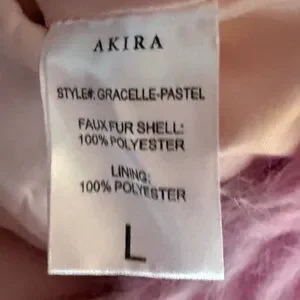 AKIRA
STYLE#: GRACELLE-PASTEL
FAUX FUR SHELL:
100% POLYESTER
LINING:
100% POLYESTER
L